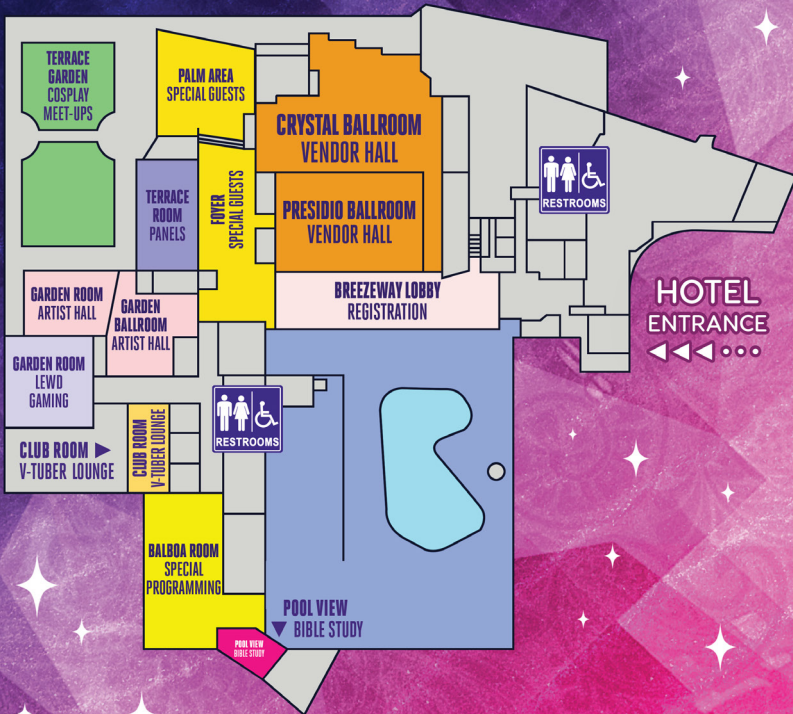 TERRACE
GARDEN
COSPLAY
MEET-UPS
PALM AREA
SPECIAL GUESTS
CRYSTAL BALLROOM
VENDOR HALL
RESTROOMS
TERRACE
ROOM
PANELS
FOYER
SPECIAL GUESTS
PRESIDIO BALLROOM
VENDOR HALL
BREEZEWAY LOBBY
REGISTRATION
HOTEL
ENTRANCE
GARDEN ROOM
ARTIST HALL
GARDEN
BALLROOM
ARTIST HALL
GARDEN ROOM
LEWD
GAMING
RESTROOMS
CLUB ROOM
V-TUBER LOUNGE
CLUB ROOM
V-TUBER LOUNGE
BALBOA ROOM
SPECIAL
PROGRAMMING
POOL VIEW
BIBLE STUDY
POOL VIEW
BIBLE STUDY